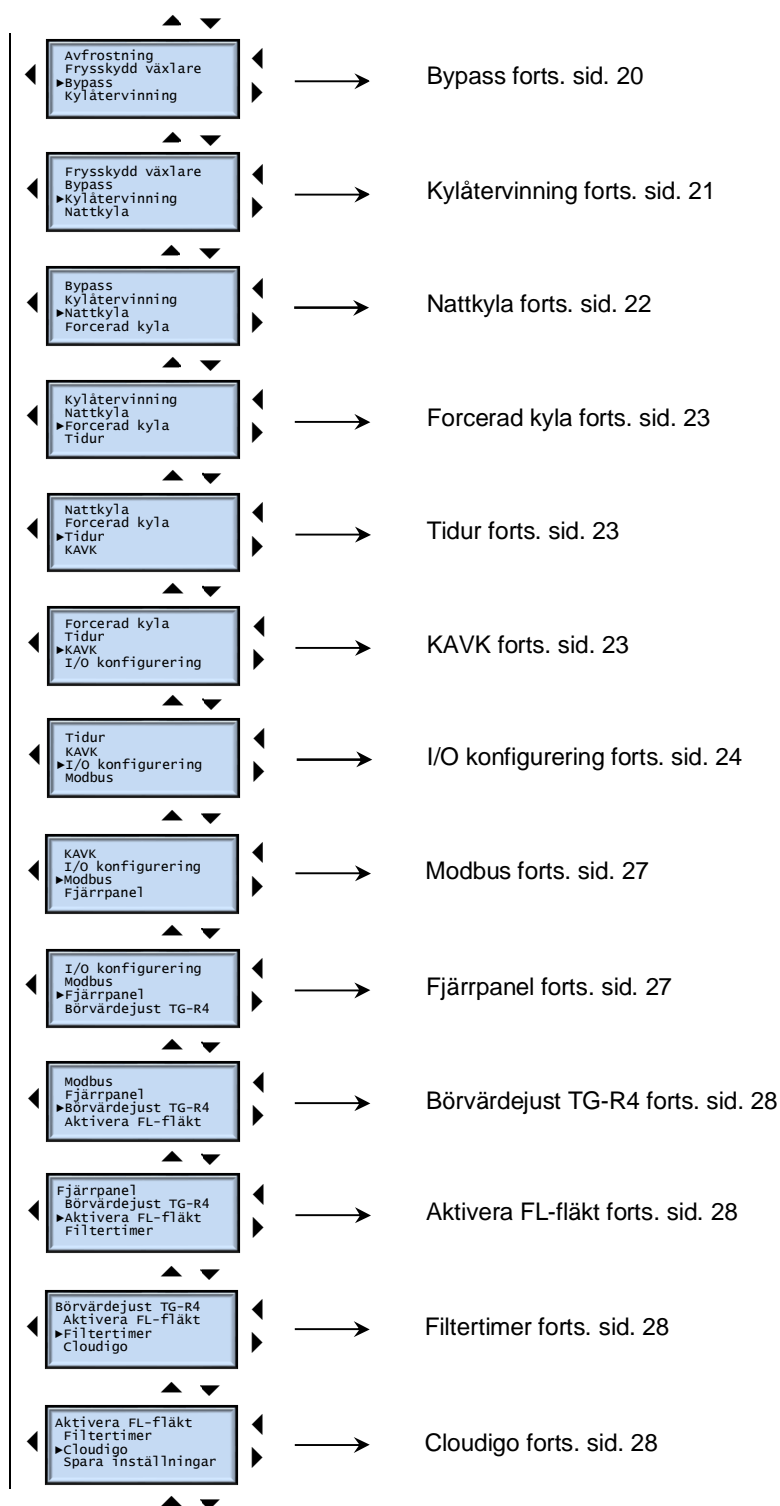 Avfrostning
Frysskydd växlare
▸Bypass
Kylåtervinning
Bypass forts. sid. 20
Frysskydd växlare
Bypass
▸Kylåtervinning
Nattkyla
Kylåtervinning forts. sid. 21
Bypass
Kylåtervinning
▸Nattkyla
Forcerad kyla
Nattkyla forts. sid. 22
Kylåtervinning
Nattkyla
▸Forcerad kyla
Tidur
Forcerad kyla forts. sid. 23
Nattkyla
Forcerad kyla
▸Tidur
KAVK
Tidur forts. sid. 23
Forcerad kyla
Tidur
▸KAVK
I/O konfigurering
KAVK forts. sid. 23
Tidur
KAVK
▸I/O konfigurering
Modbus
I/O konfigurering forts. sid. 24
KAVK
I/O konfigurering
▸Modbus
Fjärrpanel
Modbus forts. sid. 27
I/O konfigurering
Modbus
▸Fjärrpanel
Börvärdejust TG-R4
Fjärrpanel forts. sid. 27
Modbus
Fjärrpanel
▸Börvärdejust TG-R4
Aktivera FL-fläkt
Börvärdejust TG-R4 forts. sid. 28
Fjärrpanel
Börvärdejust TG-R4
▸Aktivera FL-fläkt
Filtertimer
Aktivera FL-fläkt forts. sid. 28
Börvärdejust TG-R4
Aktivera FL-fläkt
▸Filtertimer
Cloudigo
Filtertimer forts. sid. 28
Aktivera FL-fläkt
Filtertimer
▸Cloudigo
Spara inställningar
Cloudigo forts. sid. 28